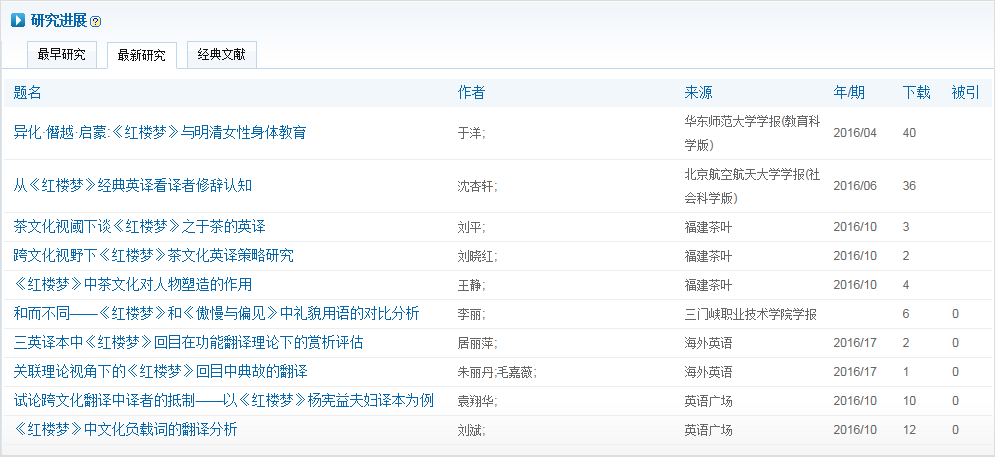 研究进展
最早研究 最新研究 经典文献
题名 作者 来源 年/期 下载 被引
异化·僭越·启蒙:《红楼梦》与明清女性身体教育 于洋; 华东师范大学学报(教育科学版) 2016/04 40
从《红楼梦》经典英译看译者修辞认知 沈杏轩; 北京航空航天大学学报(社会科学版) 2016/06 36
茶文化视阈下谈《红楼梦》之于茶的英译 刘平; 福建茶叶 2016/10 3
跨文化视野下《红楼梦》茶文化英译策略研究 刘晓红; 福建茶叶 2016/10 2
《红楼梦》中茶文化对人物塑造的作用 王静; 福建茶叶 2016/10 4
和而不同——《红楼梦》和《傲慢与偏见》中礼貌用语的对比分析 李丽; 三门峡职业技术学院学报 6 0
三英译本中《红楼梦》回目在功能翻译理论下的赏析评估 居丽萍; 海外英语 2016/17 2 0
关联理论视角下的《红楼梦》回目中典故的翻译 朱丽丹;毛嘉薇; 海外英语 2016/17 1 0
试论跨文化翻译中译者的抵制——以《红楼梦》杨宪益夫妇译本为例 袁翔华; 英语广场 2016/10 10 0
《红楼梦》中文化负载词的翻译分析 刘斌; 英语广场 2016/10 12 0